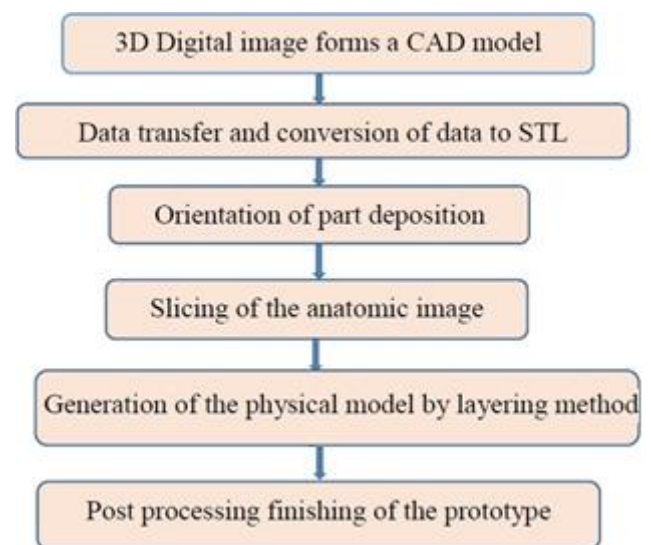 3D Digital image forms a CAD model
Data transfer and conversion of data to STL
Orientation of part deposition
Slicing of the anatomic image
Generation of the physical model by layering method
Post processing finishing of the prototype